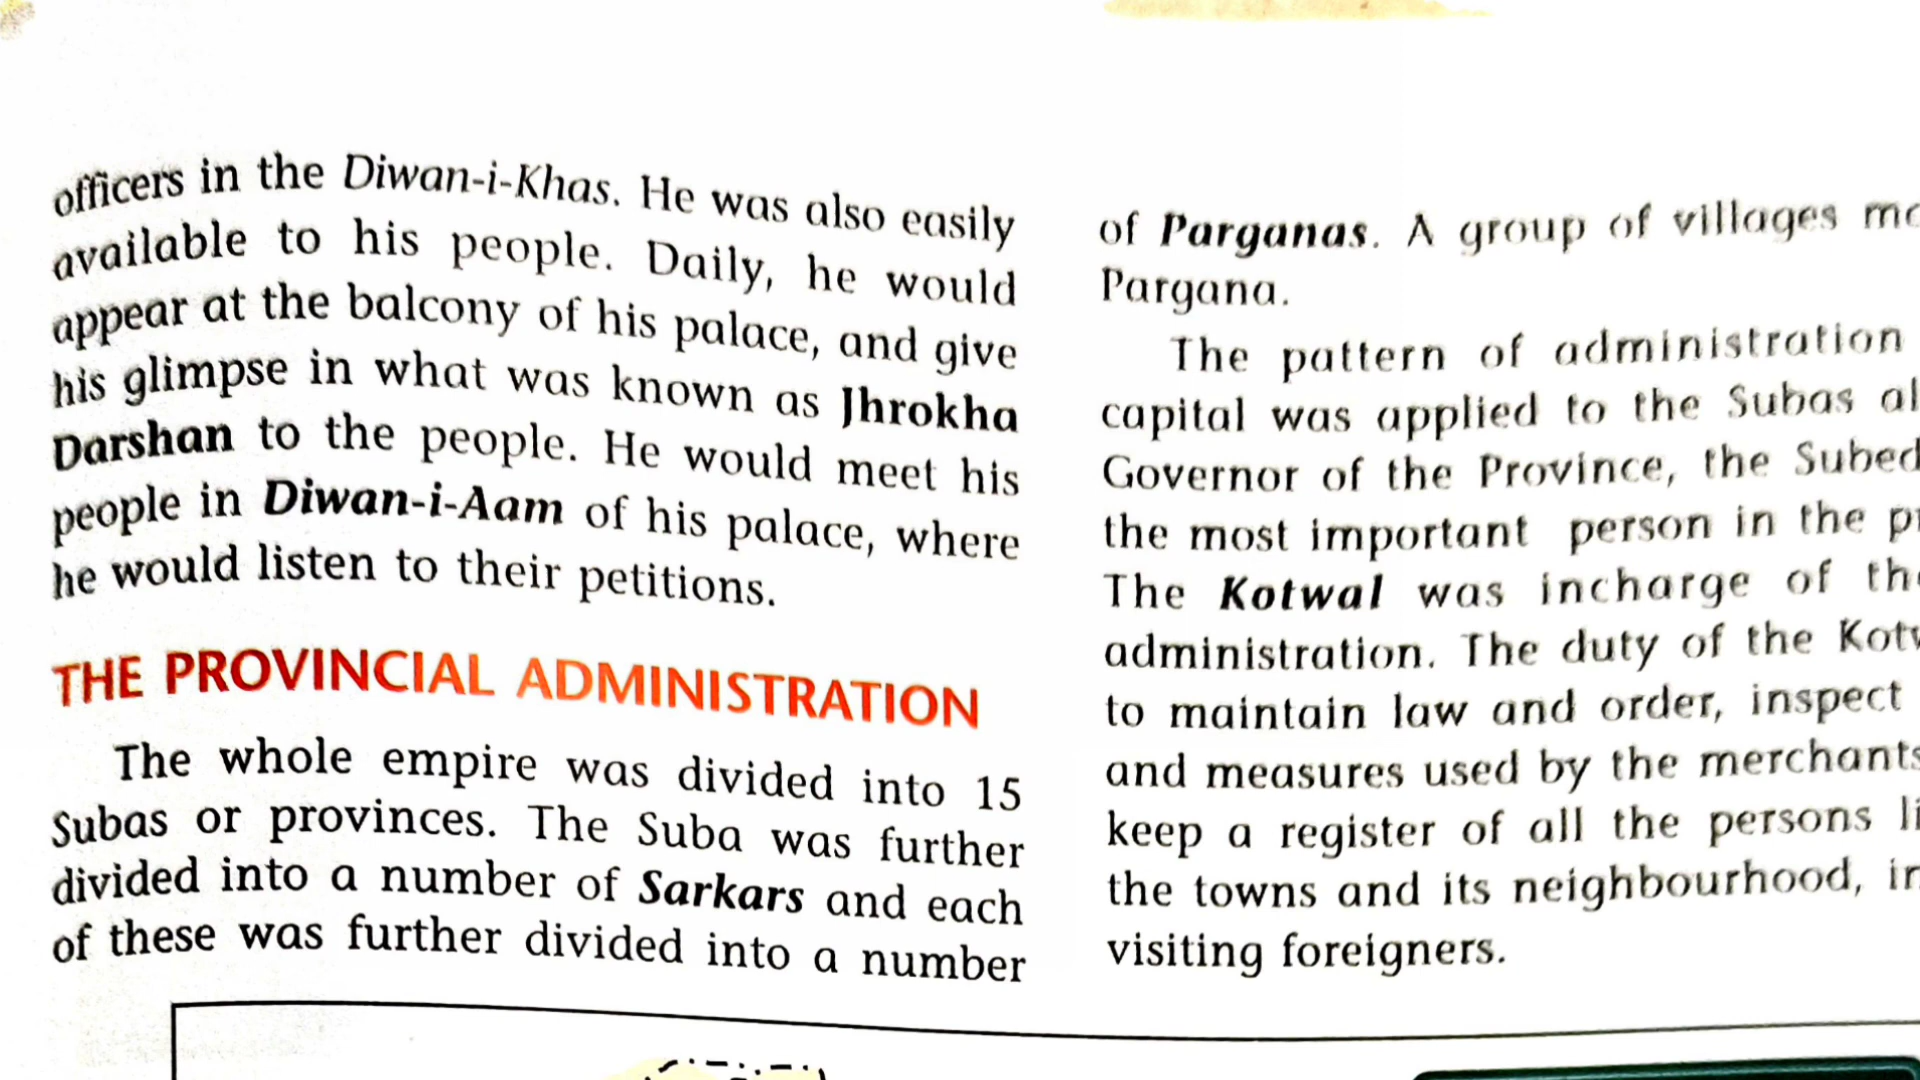 officers in the Diwan-i-Khas. He was also easily
available to his people. Daily, he would
appear at the balcony of his palace, and give
his glimpse in what was known as Jhrokha
Darshan to the people. He would meet his
people in Diwan-i-Aam of his palace, where
he would listen to their petitions.
THE PROVINCIAL ADMINISTRATION
The whole empire was divided into 15
Subas or provinces. The Suba was further
divided into a number of Sarkars and each
of these was further divided into a number
of Parganas. A group of villages
Pargana.
The pattern of administration
capital was applied to the Subas
Governor of the Province, the
the most important person in the
The Kotwal was incharge of
administration. The duty of the
to maintain law and order, inspect
and measures used by the merchants
keep a register of all the persons
the towns and its neighbourhood,
visiting foreigners.